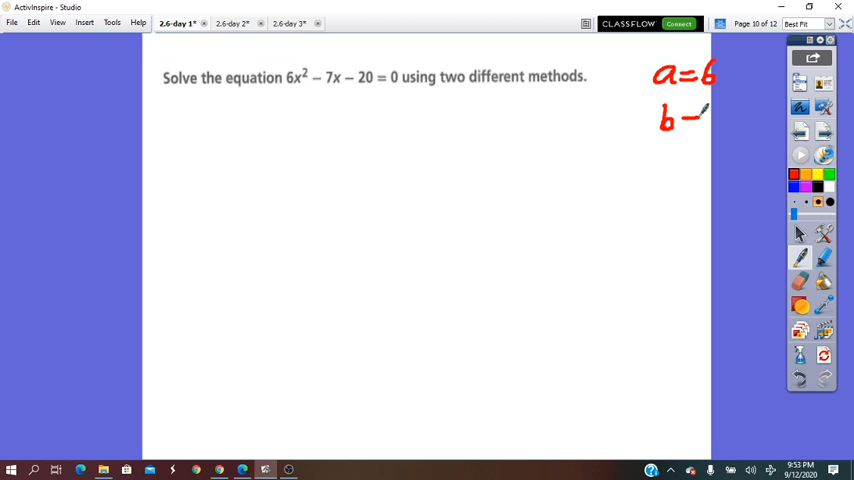 ActivInspire - Studio
File Edit View Insert Tools Help
2.6-day 1* 2.6-day 2* 2.6-day 3*
CLASSFLOW Connect
Page 10 of 12 Best Fit
Solve the equation 6x² − 7x − 20 = 0 using two different methods.
a=6
b −
9:53 PM
9/12/2020